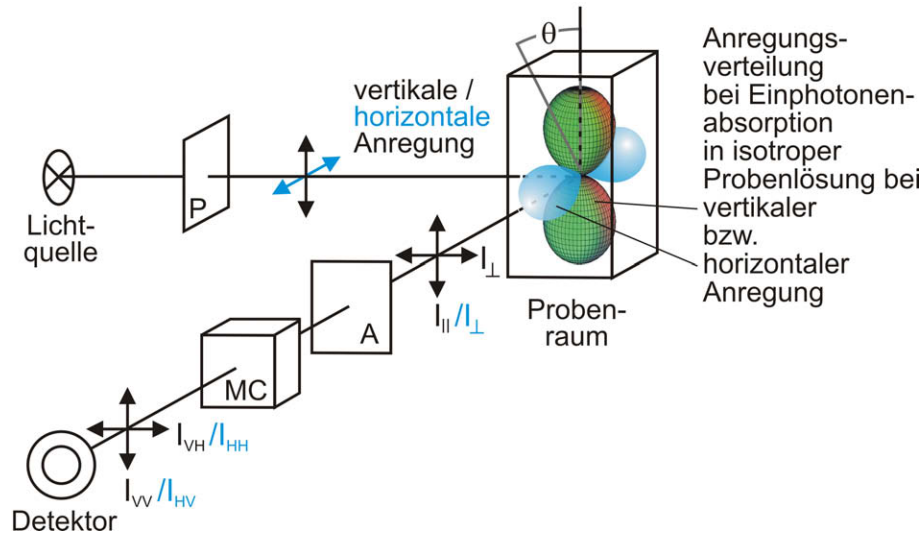 θ
Anregungs-
verteilung
bei Einphotonen-
absorption
in isotroper
Probenlösung bei
vertikaler
bzw.
horizontaler
Anregung
vertikale /
horizontale
Anregung
P
Licht-
quelle
I⊥
I||/I⊥
Proben-
raum
A
MC
IVH/IHH
IVV/IHV
Detektor